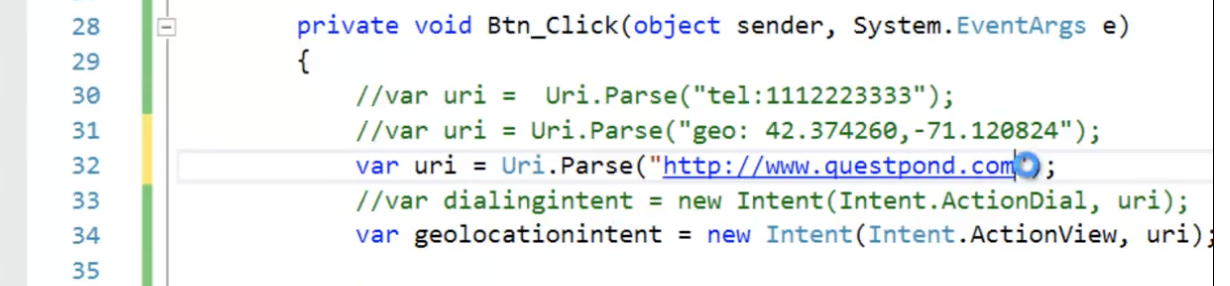 28 private void Btn_Click(object sender, System.EventArgs e)
29 {
30 //var uri =  Uri.Parse("tel:1112223333");
31 //var uri = Uri.Parse("geo: 42.374260,-71.120824");
32 var uri = Uri.Parse("http://www.questpond.com");
33 //var dialingintent = new Intent(Intent.ActionDial, uri);
34 var geolocationintent = new Intent(Intent.ActionView, uri);
35